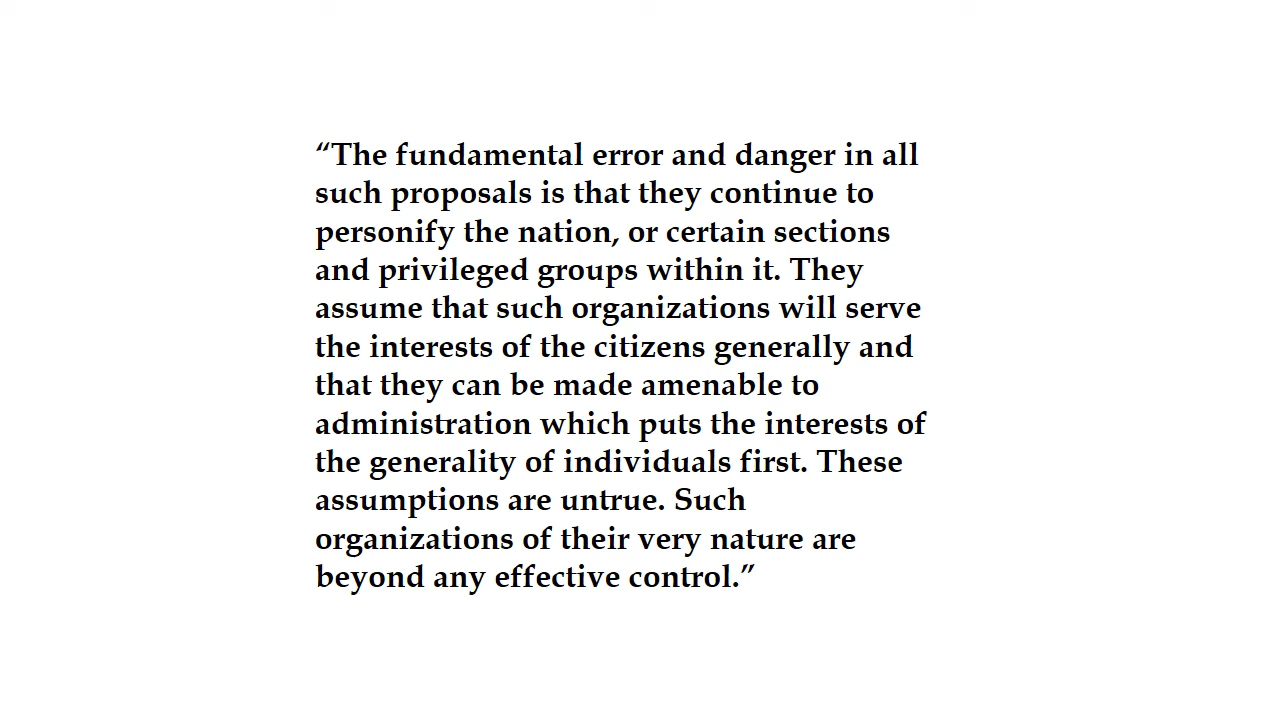 “The fundamental error and danger in all
such proposals is that they continue to
personify the nation, or certain sections
and privileged groups within it. They
assume that such organizations will serve
the interests of the citizens generally and
that they can be made amenable to
administration which puts the interests of
the generality of individuals first. These
assumptions are untrue. Such
organizations of their very nature are
beyond any effective control.”